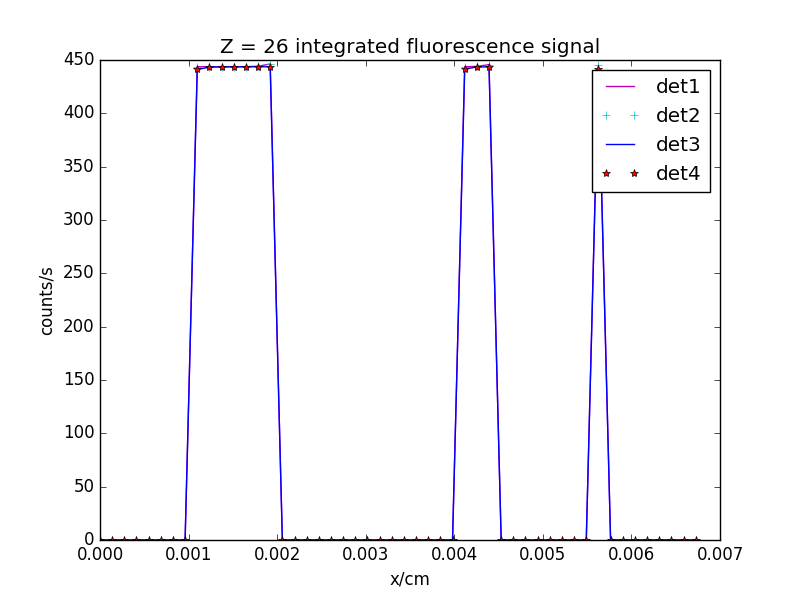 Z = 26 integrated fluorescence signal
450
400
350
300
250
200
150
100
50
0
counts/s
det1
det2
det3
det4
0.000 0.001 0.002 0.003 0.004 0.005 0.006 0.007
x/cm